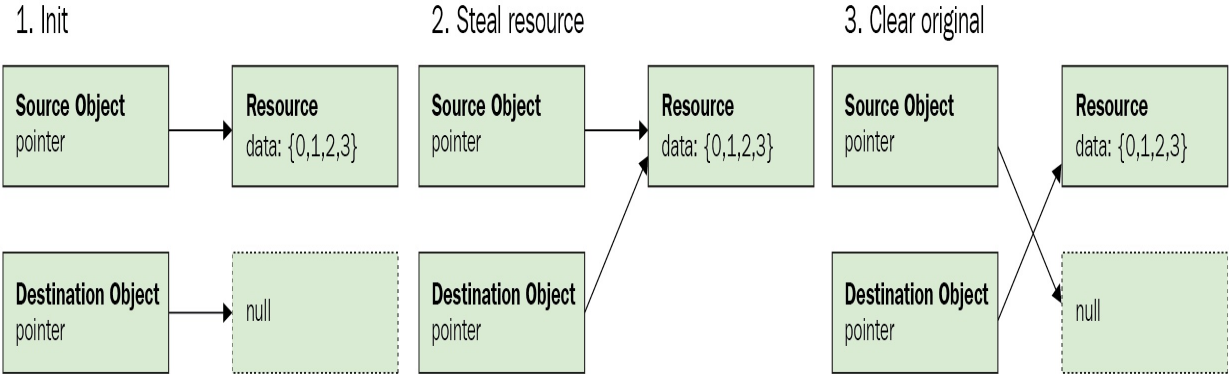 1. Init
Source Object
pointer
Resource
data: {0,1,2,3}
Destination Object
pointer
null
2. Steal resource
Source Object
pointer
Resource
data: {0,1,2,3}
Destination Object
pointer
3. Clear original
Source Object
pointer
Resource
data: {0,1,2,3}
Destination Object
pointer
null